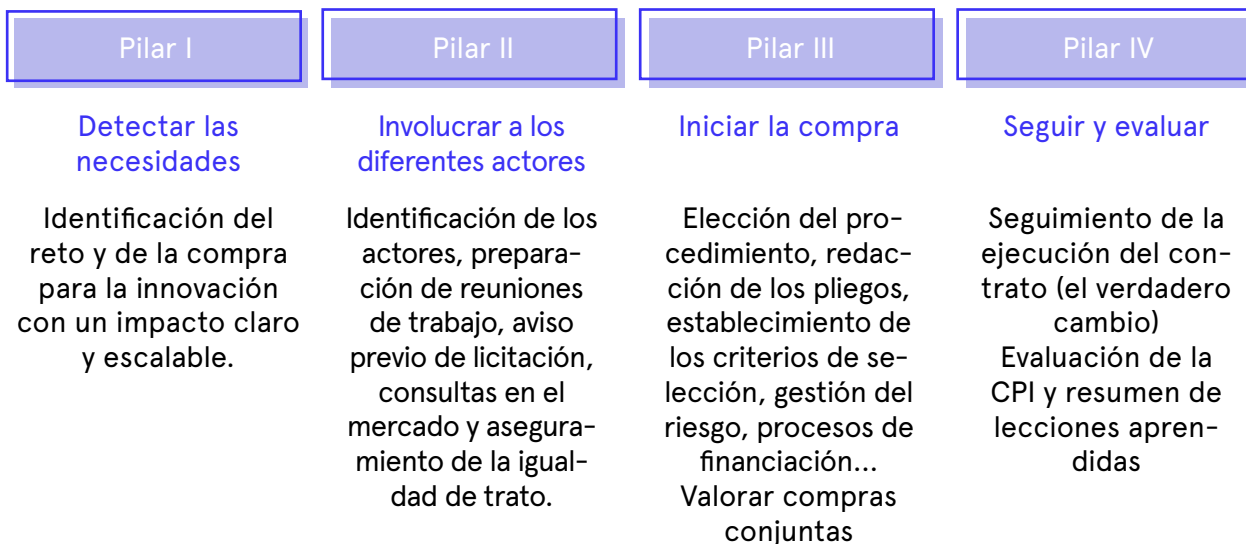 Pilar I
Detectar las
necesidades
Identificación del
reto y de la compra
para la innovación
con un impacto claro
y escalable.
Pilar II
Involucrar a los
diferentes actores
Identificación de los
actores, prepara-
ción de reuniones
de trabajo, aviso
previo de licitación,
consultas en el
mercado y asegura-
miento de la igual-
dad de trato.
Pilar III
Iniciar la compra
Elección del pro-
cedimiento, redac-
ción de los pliegos,
establecimiento de
los criterios de se-
lección, gestión del
riesgo, procesos de
financiación...
Valorar compras
conjuntas
Pilar IV
Seguir y evaluar
Seguimiento de la
ejecución del con-
trato (el verdadero
cambio)
Evaluación de la
CPI y resumen de
lecciones apren-
didas